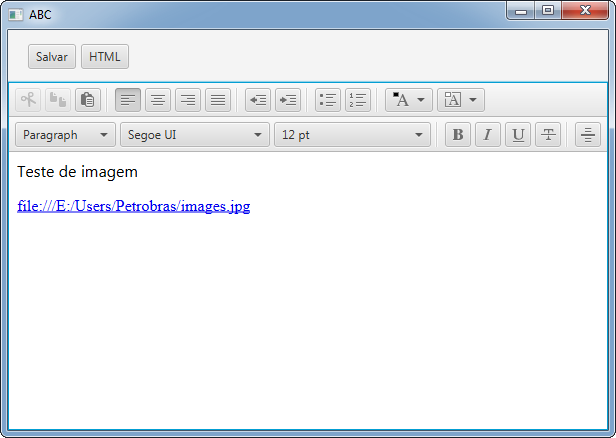 ABC
Salvar HTML
Paragraph Segoe UI 12 pt B I U T
Teste de imagem
file:///E:/Users/Petrobras/images.jpg